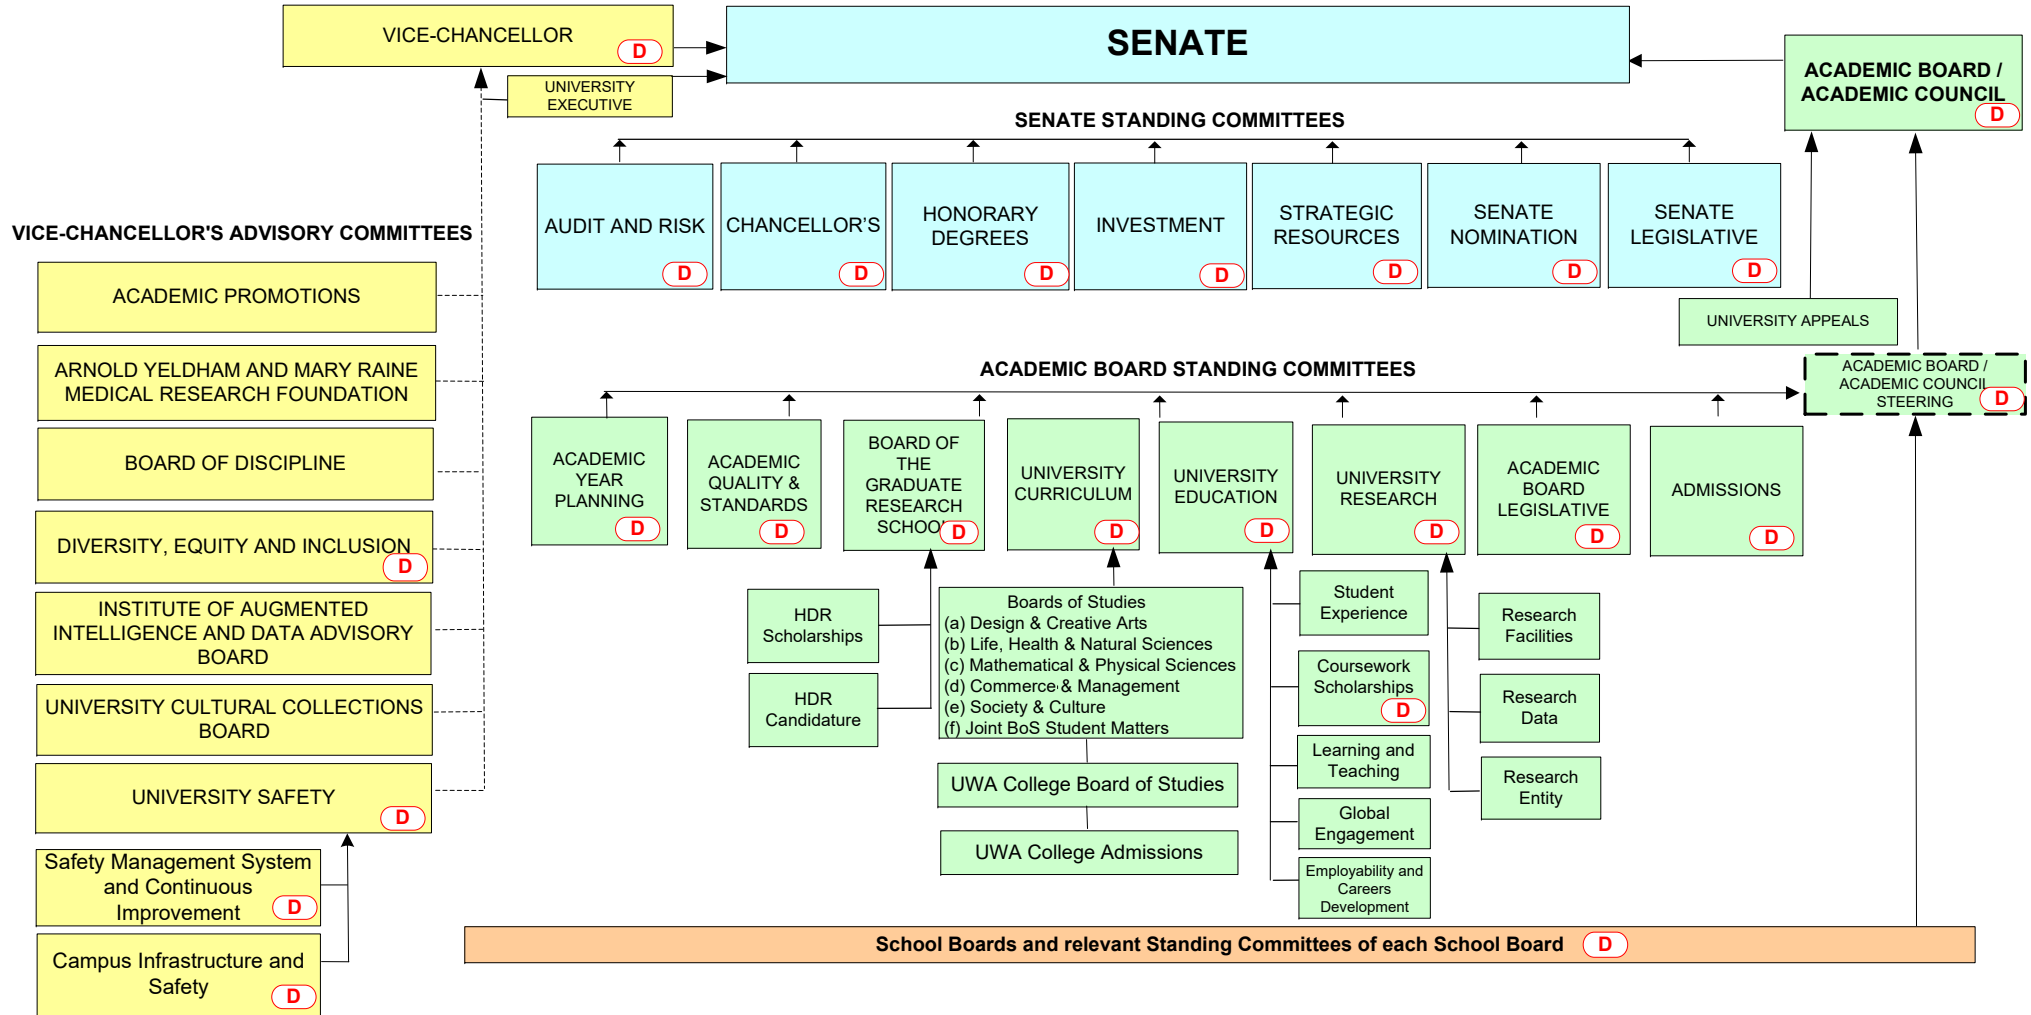 VICE-CHANCELLOR
D
SENATE
UNIVERSITY
EXECUTIVE
ACADEMIC BOARD /
ACADEMIC COUNCIL
D
SENATE STANDING COMMITTEES
AUDIT AND RISK
D
CHANCELLOR'S
D
HONORARY
DEGREES
D
INVESTMENT
D
STRATEGIC
RESOURCES
D
SENATE
NOMINATION
D
SENATE
LEGISLATIVE
D
UNIVERSITY APPEALS
VICE-CHANCELLOR'S ADVISORY COMMITTEES
ACADEMIC PROMOTIONS
ARNOLD YELDHAM AND MARY RAINE
MEDICAL RESEARCH FOUNDATION
BOARD OF DISCIPLINE
DIVERSITY, EQUITY AND INCLUSION
D
INSTITUTE OF AUGMENTED
INTELLIGENCE AND DATA ADVISORY
BOARD
UNIVERSITY CULTURAL COLLECTIONS
BOARD
UNIVERSITY SAFETY
D
Safety Management System
and Continuous
Improvement
D
Campus Infrastructure and
Safety
D
ACADEMIC BOARD STANDING COMMITTEES
ACADEMIC BOARD /
ACADEMIC COUNCIL
STEERING
D
ACADEMIC
YEAR
PLANNING
D
ACADEMIC
QUALITY &
STANDARDS
D
BOARD OF
THE
GRADUATE
RESEARCH
SCHOOL
D
UNIVERSITY
CURRICULUM
D
UNIVERSITY
EDUCATION
D
UNIVERSITY
RESEARCH
D
ACADEMIC
BOARD
LEGISLATIVE
D
ADMISSIONS
D
HDR
Scholarships
HDR
Candidature
Boards of Studies
(a) Design & Creative Arts
(b) Life, Health & Natural Sciences
(c) Mathematical & Physical Sciences
(d) Commerce & Management
(e) Society & Culture
(f) Joint BoS Student Matters
UWA College Board of Studies
UWA College Admissions
Student
Experience
Coursework
Scholarships
D
Learning and
Teaching
Global
Engagement
Employability and
Careers
Development
Research
Facilities
Research
Data
Research
Entity
School Boards and relevant Standing Committees of each School Board D